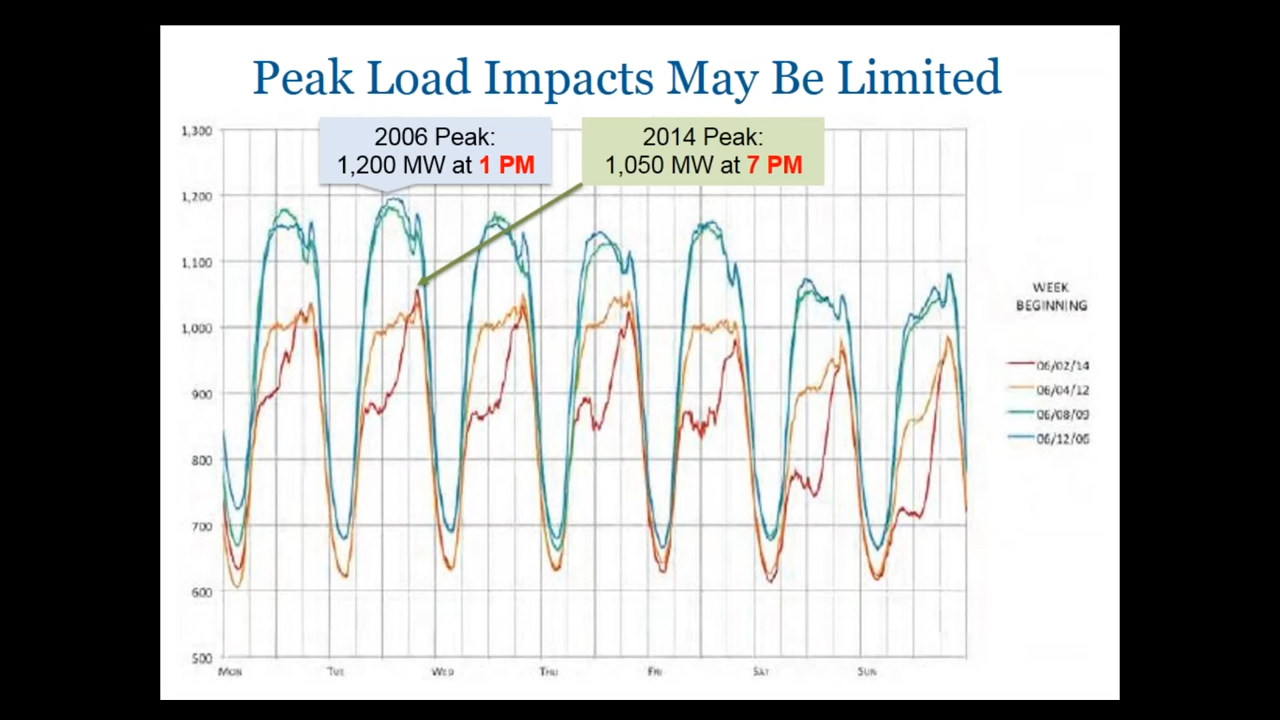 Peak Load Impacts May Be Limited
2006 Peak:
1,200 MW at 1 PM
2014 Peak:
1,050 MW at 7 PM
1,300
1,200
1,100
1,000
900
800
700
600
500
MON TUE WED THU FRI SAT SUN
WEEK
BEGINNING
06/02/14
06/04/12
06/08/09
06/12/06